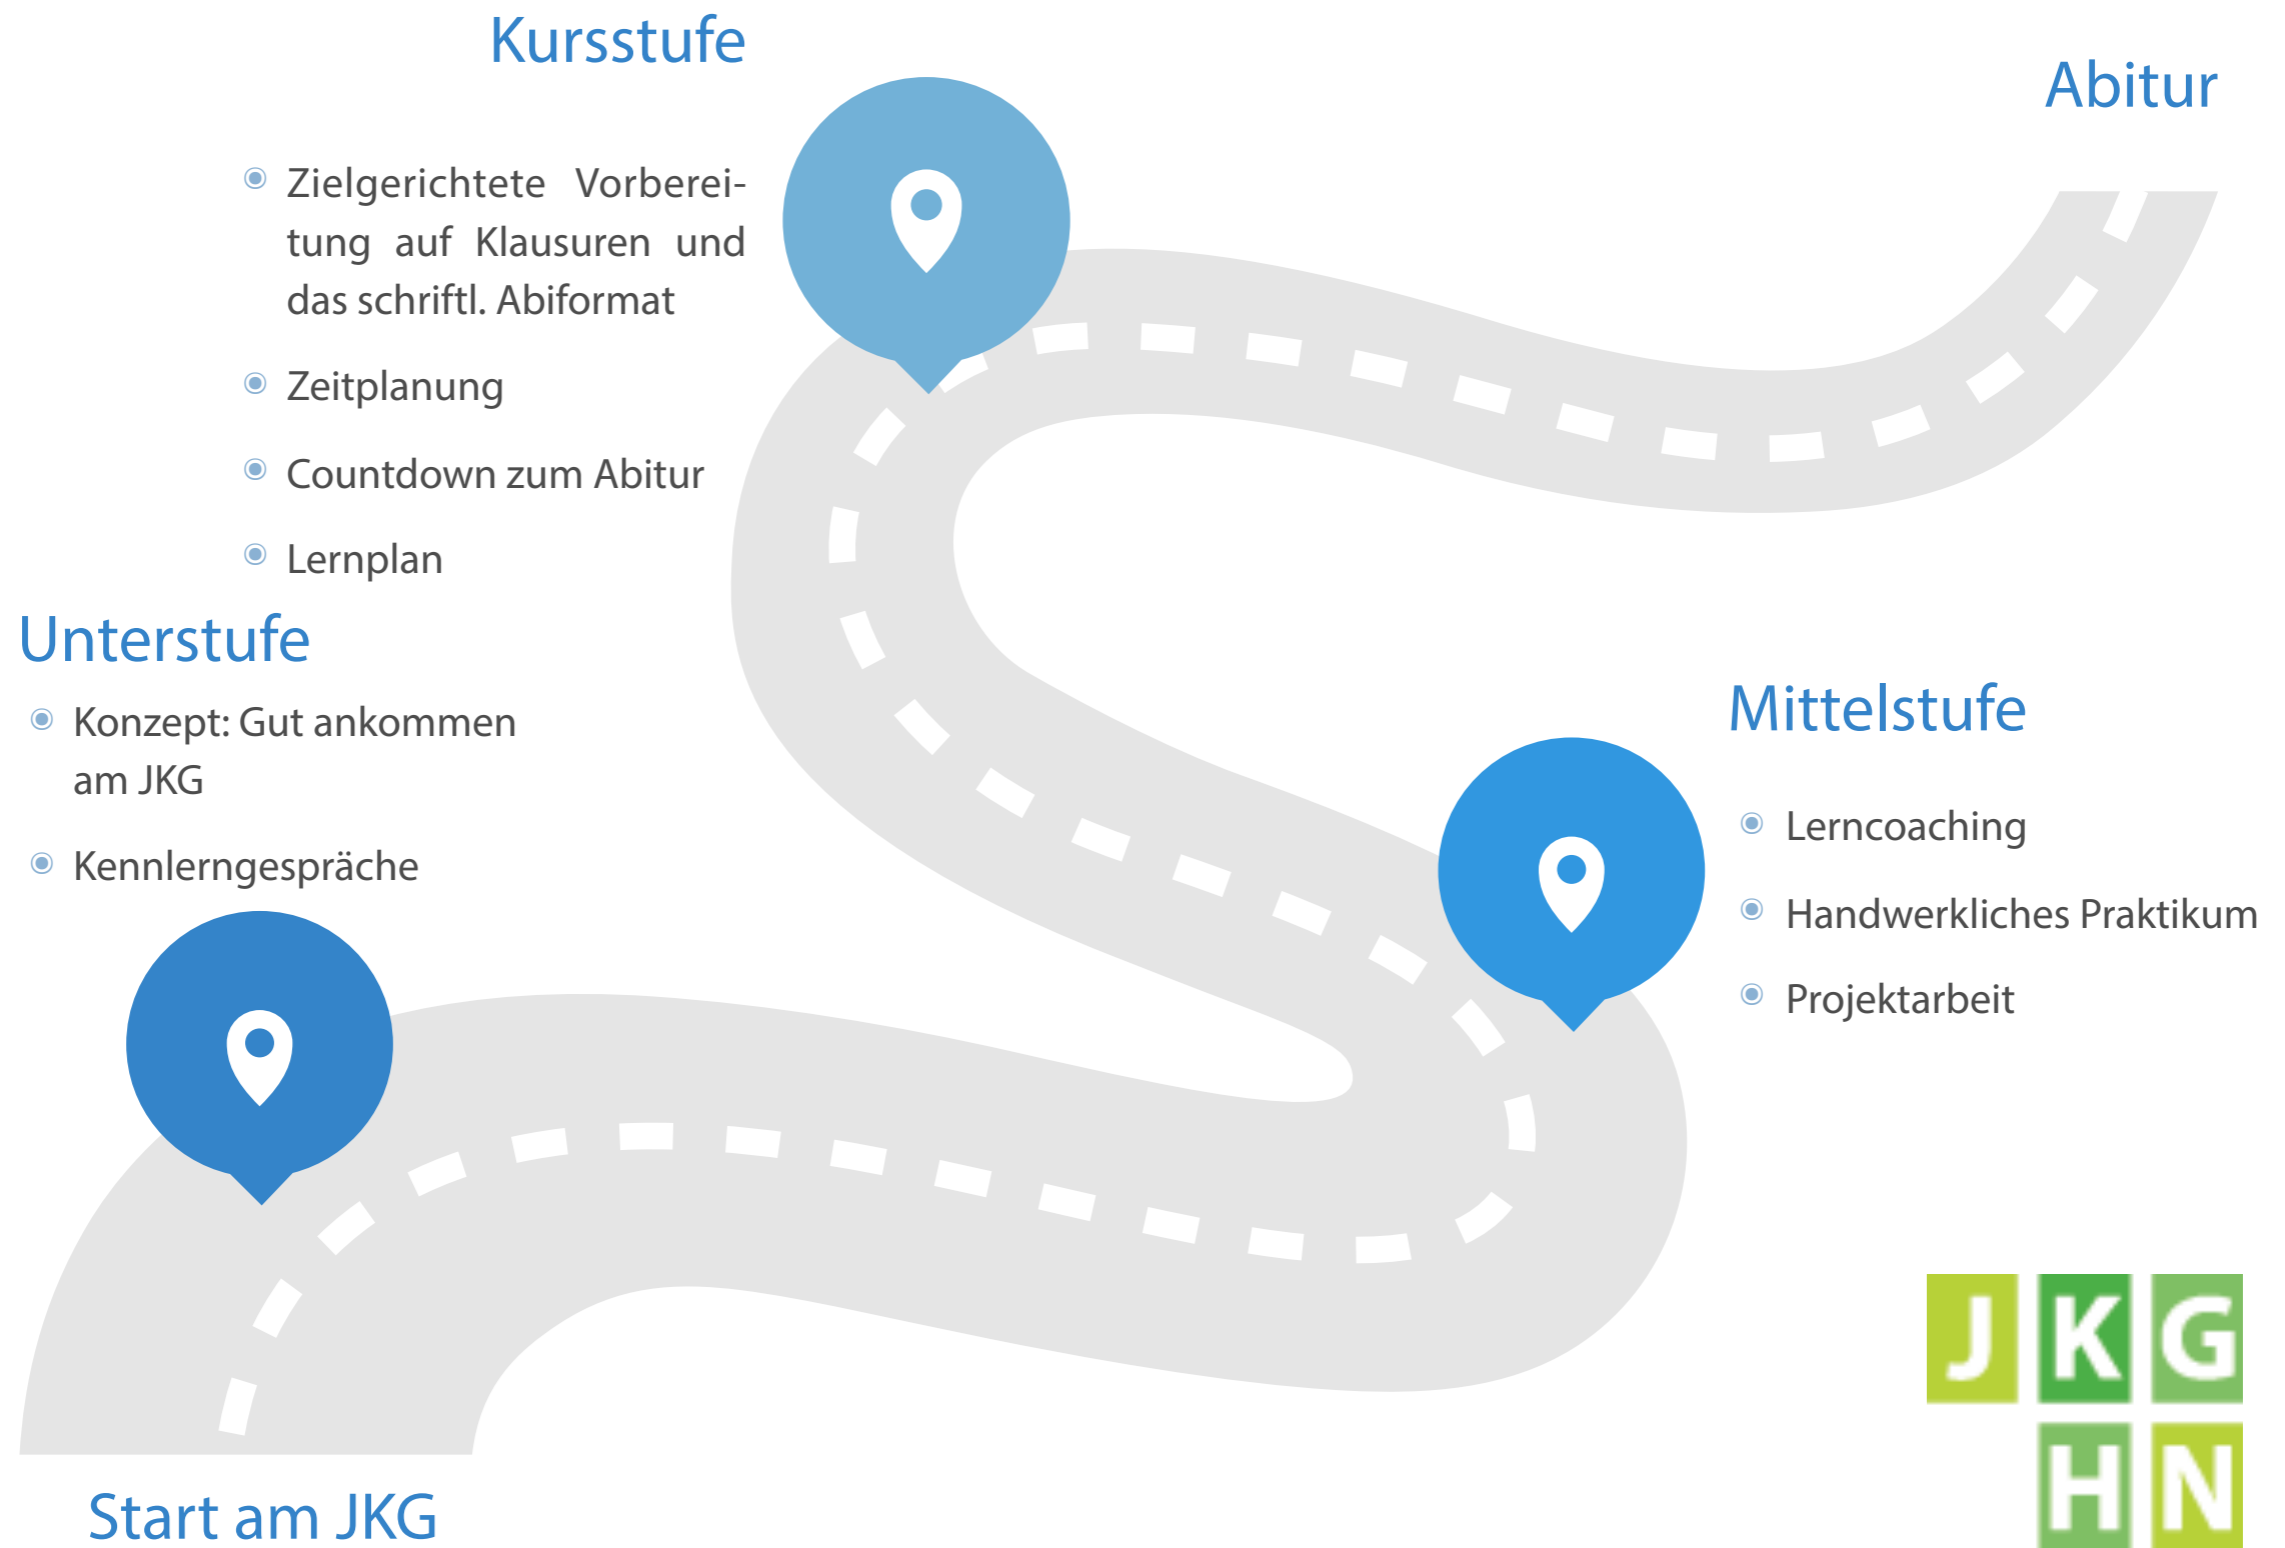 Kursstufe
Zielgerichtete Vorberei-
tung auf Klausuren und
das schriftl. Abiformat
Zeitplanung
Countdown zum Abitur
Lernplan
Abitur
Unterstufe
Konzept: Gut ankommen
am JKG
Kennlerngespräche
Mittelstufe
Lerncoaching
Handwerkliches Praktikum
Projektarbeit
Start am JKG
JKG
HN